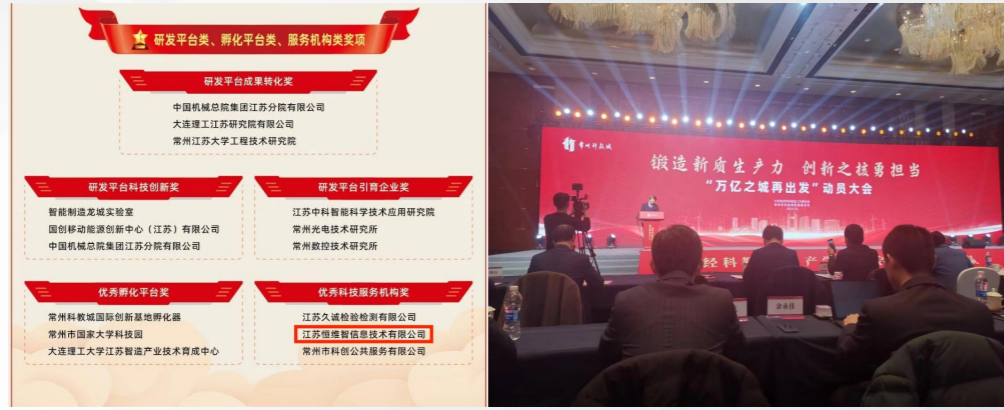 研发平台类、孵化平台类、服务机构类奖项
研发平台成果转化奖
中国机械总院集团江苏分院有限公司
大连理工江苏研究院有限公司
常州江苏大学工程技术研究院
研发平台科技创新奖
智能制造龙城实验室
国创移动能源创新中心（江苏）有限公司
中国机械总院集团江苏分院有限公司
研发平台引育企业奖
江苏中科智能科学技术应用研究院
常州光电技术研究所
常州数控技术研究所
优秀孵化平台奖
常州科教城国际创新基地孵化器
常州市国家大学科技园
大连理工大学江苏智造产业技术育成中心
优秀科技服务机构奖
江苏久诚检验检测有限公司
江苏恒维智信息技术有限公司
常州市科创公共服务有限公司
常州科教城
锻造新质生产力 创新之核勇担当
“万亿之城再出发”动员大会